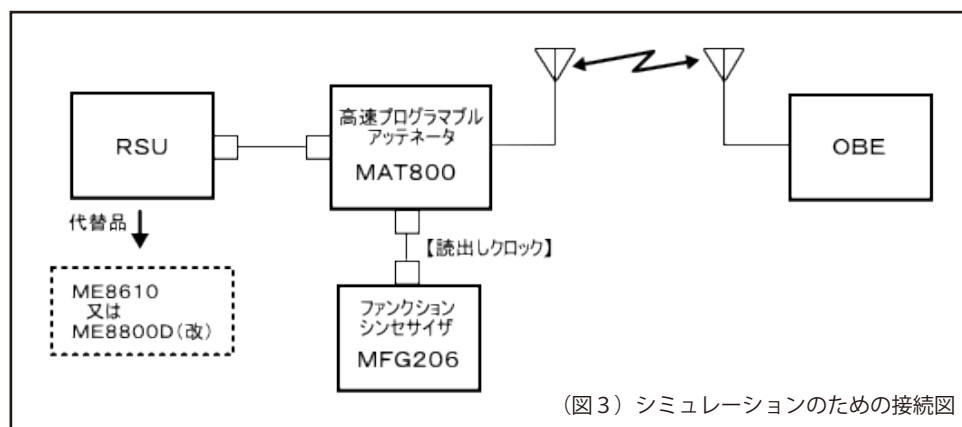 RSU
高速プログラマブル
アッテネータ
MAT800
OBE
代替品
【読出しクロック】
ME8610
又は
ME8800D(改)
ファンクション
シンセサイザ
MFG206
(図3)シミュレーションのための接続図